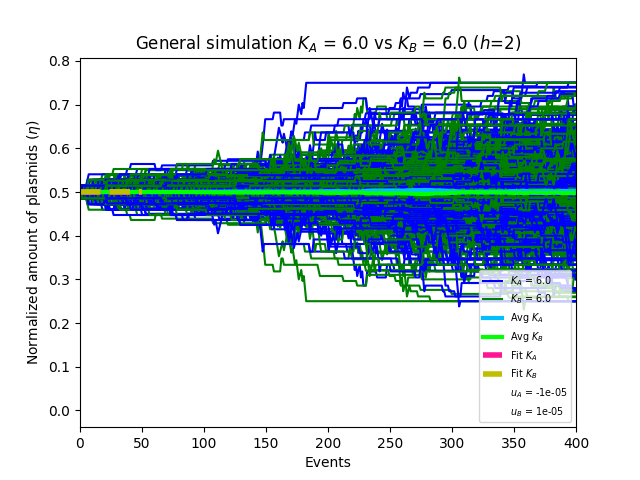 General simulation K_A = 6.0 vs K_B = 6.0 (h=2)
Normalized amount of plasmids (η)
0.8
0.7
0.6
0.5
0.4
0.3
0.2
0.1
0.0
K_A = 6.0
K_B = 6.0
Avg K_A
Avg K_B
Fit K_A
Fit K_B
u_A = -1e-05
u_B = 1e-05
0 50 100 150 200 250 300 350 400
Events